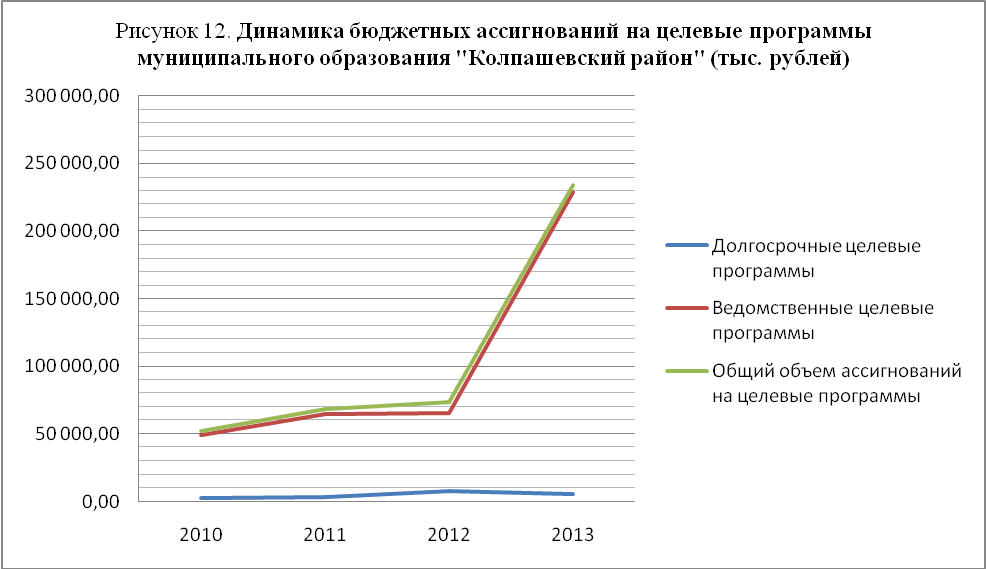 Рисунок 12. Динамика бюджетных ассигнований на целевые программы
муниципального образования "Колпашевский район" (тыс. рублей)
300 000,00
250 000,00
200 000,00
150 000,00
100 000,00
50 000,00
0,00
2010 2011 2012 2013
Долгосрочные целевые
программы
Ведомственные целевые
программы
Общий объем ассигнований
на целевые программы